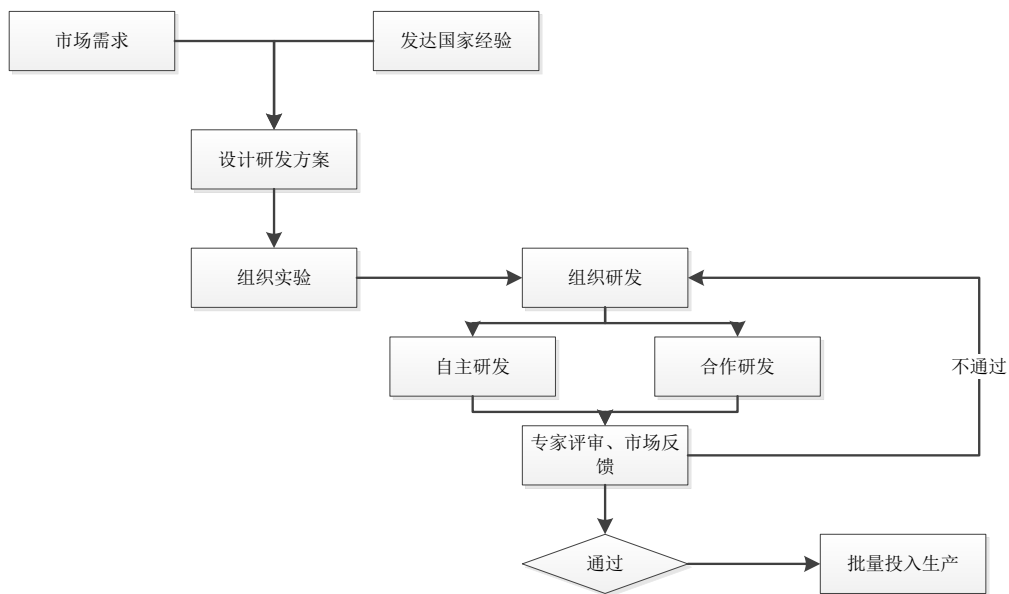 市场需求
发达国家经验
设计研发方案
组织实验
组织研发
自主研发
合作研发
不通过
专家评审、市场反
馈
通过
批量投入生产